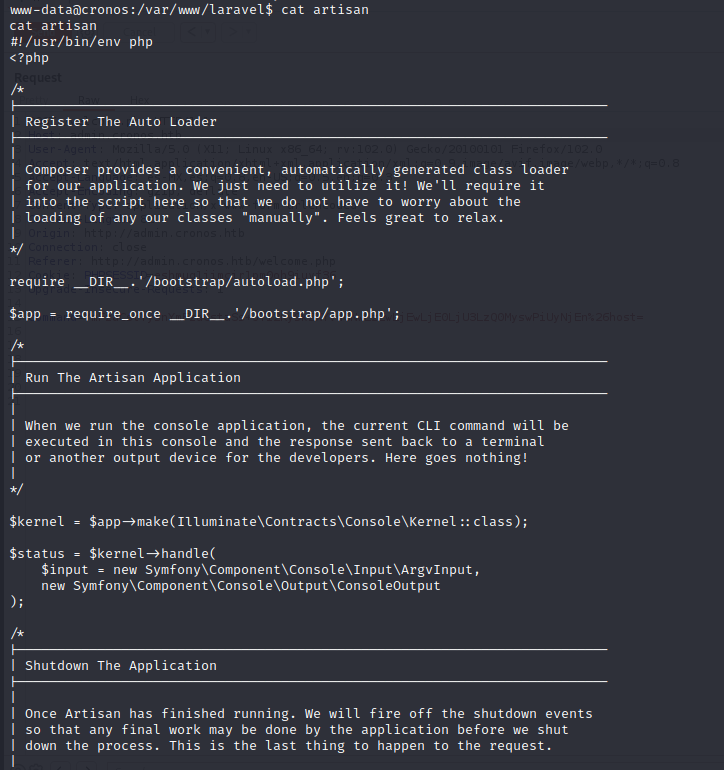 www-data@cronos:/var/www/laravel$ cat artisan
cat artisan
#!/usr/bin/env php
<?php
/*
|--------------------------------------------------------------------------
| Register The Auto Loader
|--------------------------------------------------------------------------
|
| Composer provides a convenient, automatically generated class loader
| for our application. We just need to utilize it! We'll require it
| into the script here so that we do not have to worry about the
| loading of any our classes "manually". Feels great to relax.
|
*/
require __DIR__.'/bootstrap/autoload.php';
$app = require_once __DIR__.'/bootstrap/app.php';
/*
|--------------------------------------------------------------------------
| Run The Artisan Application
|--------------------------------------------------------------------------
|
| When we run the console application, the current CLI command will be
| executed in this console and the response sent back to a terminal
| or another output device for the developers. Here goes nothing!
|
*/
$kernel = $app->make(Illuminate\Contracts\Console\Kernel::class);
$status = $kernel->handle(
    $input = new Symfony\Component\Console\Input\ArgvInput,
    new Symfony\Component\Console\Output\ConsoleOutput
);
/*
|--------------------------------------------------------------------------
| Shutdown The Application
|--------------------------------------------------------------------------
|
| Once Artisan has finished running. We will fire off the shutdown events
| so that any final work may be done by the application before we shut
| down the process. This is the last thing to happen to the request.
|